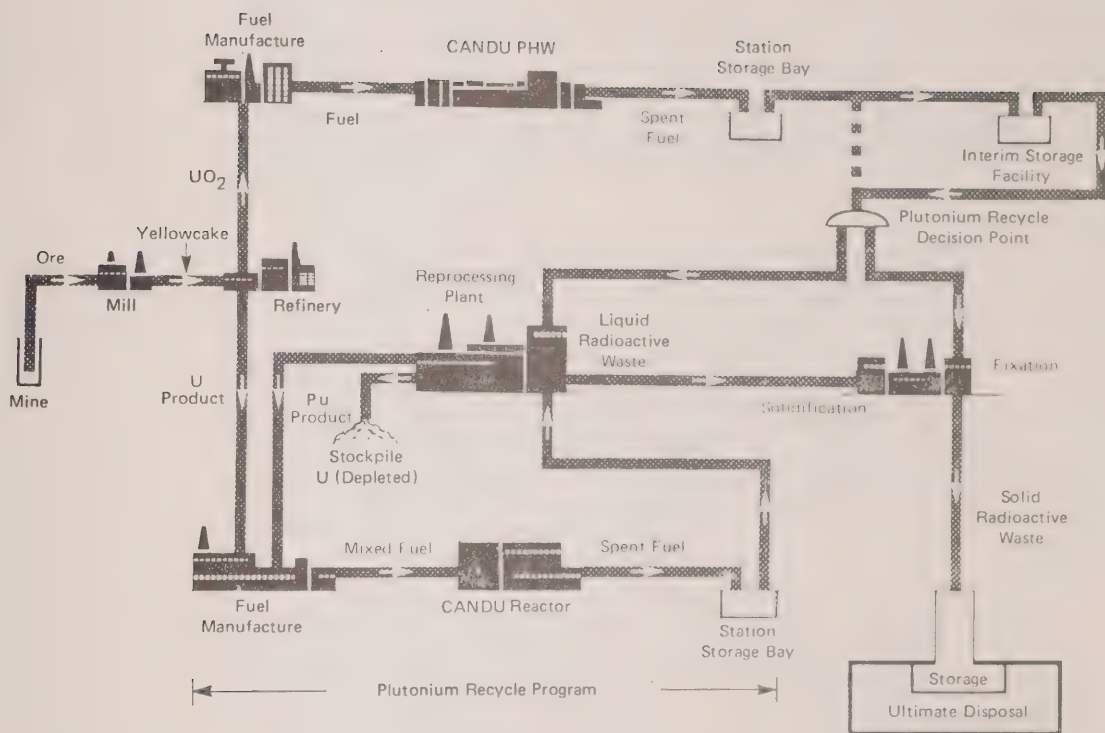 Fuel
Manufacture
CANDU PHW
Station
Storage Bay
Fuel
Spent
Fuel
Interim Storage
Facility
UO2
Plutonium Recycle
Decision Point
Yellowcake
Ore
Mill
Refinery
Mine
Reprocessing
Plant
Liquid
Radioactive
Waste
Fixation
Solidification
U
Product
Pu
Product
Stockpile
U (Depleted)
Solid
Radioactive
Waste
Mixed Fuel
Spent Fuel
Fuel
Manufacture
CANDU Reactor
Station
Storage Bay
Plutonium Recycle Program
Storage
Ultimate Disposal